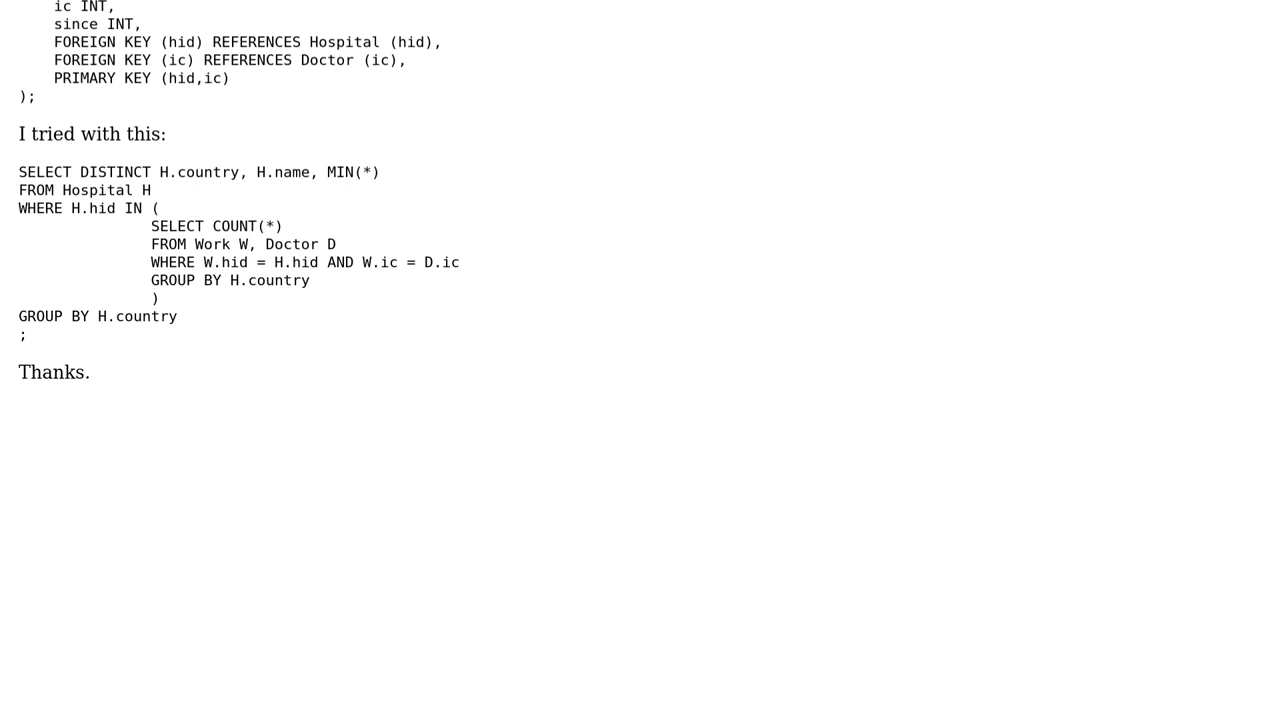 ic INT,
since INT,
FOREIGN KEY (hid) REFERENCES Hospital (hid),
FOREIGN KEY (ic) REFERENCES Doctor (ic),
PRIMARY KEY (hid,ic)
);
I tried with this:
SELECT DISTINCT H.country, H.name, MIN(*)
FROM Hospital H
WHERE H.hid IN (
SELECT COUNT(*)
FROM Work W, Doctor D
WHERE W.hid = H.hid AND W.ic = D.ic
GROUP BY H.country
)
GROUP BY H.country
;
Thanks.